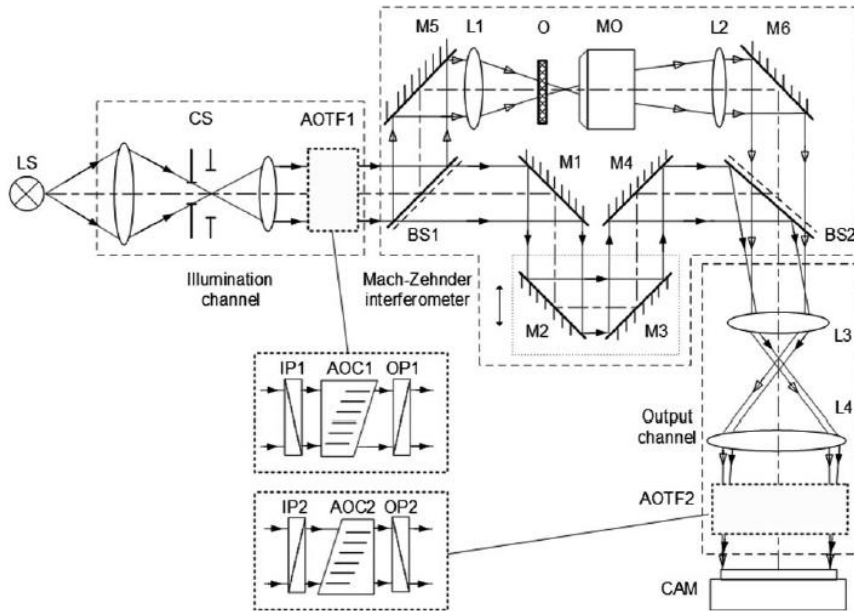 M5
L1
O
MO
L2
M6
LS
CS
AOTF1
M1
M4
BS1
BS2
Illumination
channel
Mach-Zehnder
interferometer
M2
M3
L3
L4
Output
channel
IP1
AOC1
OP1
AOTF2
IP2
AOC2
OP2
CAM